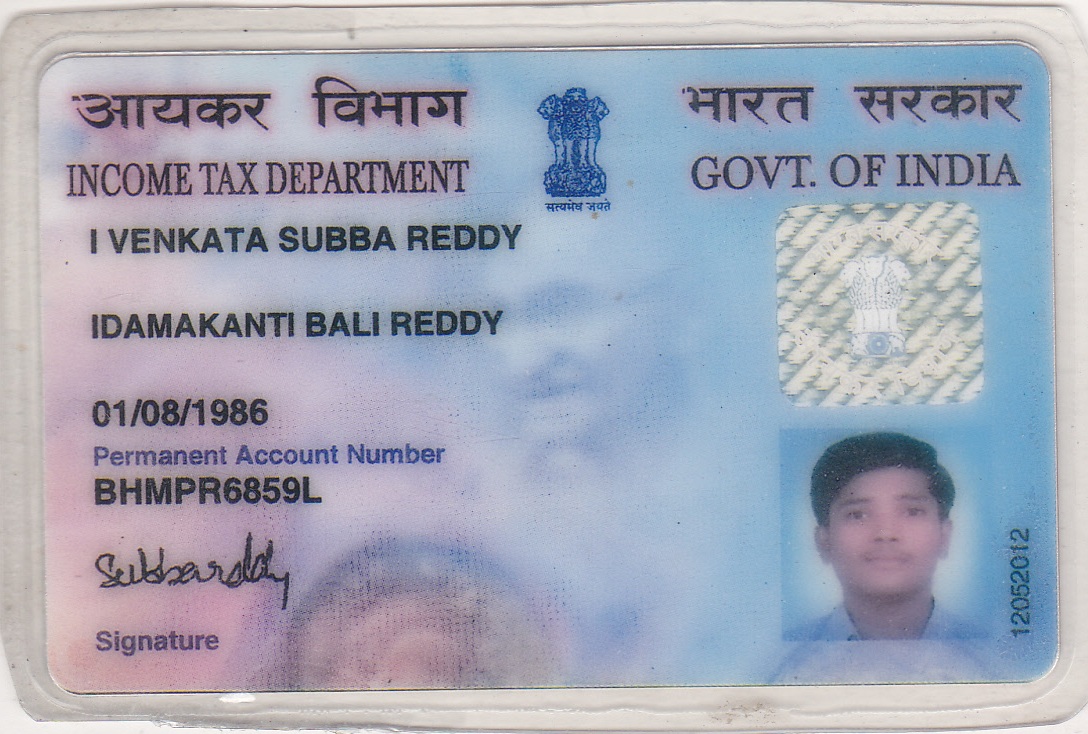 आयकर विभाग
INCOME TAX DEPARTMENT
सत्यमेव जयते
भारत सरकार
GOVT. OF INDIA
I VENKATA SUBBA REDDY
IDAMAKANTI BALI REDDY
01/08/1986
Permanent Account Number
BHMPR6859L
Subbareddy
Signature
12052012